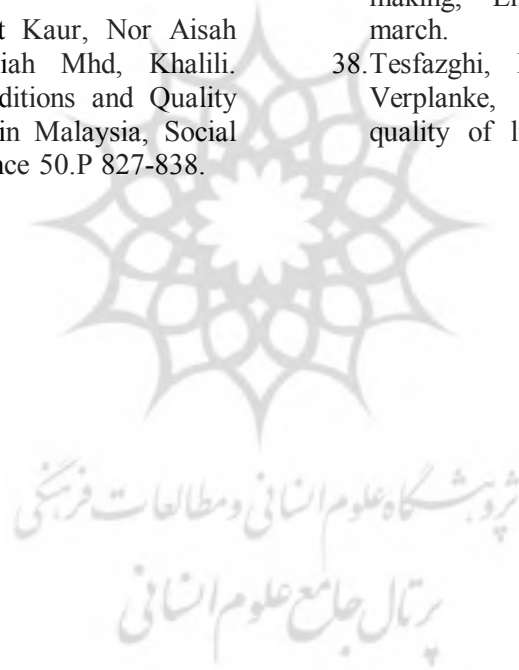 t Kaur, Nor Aisah
iah Mhd, Khalili.
ditions and Quality
in Malaysia, Social
nce 50.P 827-838.
making, En
march.
38.Tesfazghi, 
Verplanke,
quality of l
پژوهشگاه علوم انسانی و مطالعات فرهنگی
پرتال جامع علوم انسانی